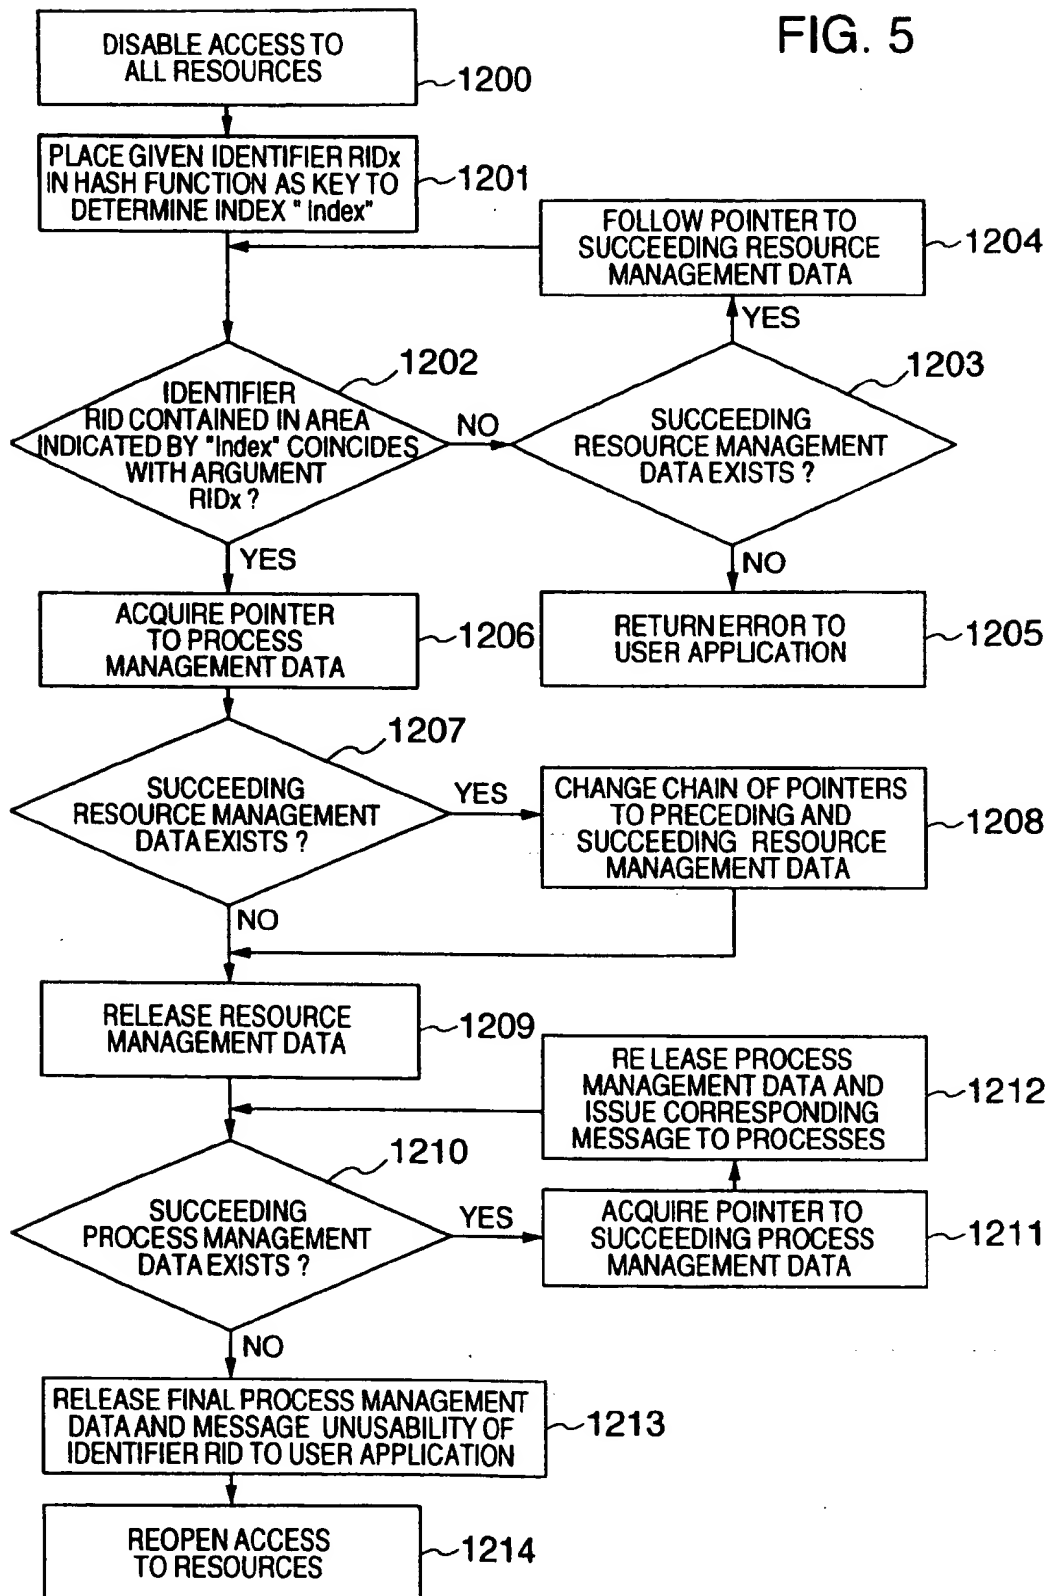 FIG. 5
DISABLE ACCESS TO
ALL RESOURCES
1200
PLACE GIVEN IDENTIFIER RIDx
IN HASH FUNCTION AS KEY TO
DETERMINE INDEX " Index"
1201
FOLLOW POINTER TO
SUCCEEDING RESOURCE
MANAGEMENT DATA
1204
YES
1202
IDENTIFIER
RID CONTAINED IN AREA
INDICATED BY "Index" COINCIDES
WITH ARGUMENT
RIDx ?
NO
1203
SUCCEEDING
RESOURCE MANAGEMENT
DATA EXISTS ?
YES
NO
ACQUIRE POINTER
TO PROCESS
MANAGEMENT DATA
1206
RETURN ERROR TO
USER APPLICATION
1205
1207
SUCCEEDING
RESOURCE MANAGEMENT
DATA EXISTS ?
YES
CHANGE CHAIN OF POINTERS
TO PRECEDING AND
SUCCEEDING RESOURCE
MANAGEMENT DATA
1208
NO
RELEASE RESOURCE
MANAGEMENT DATA
1209
RELEASE PROCESS
MANAGEMENT DATA AND
ISSUE CORRESPONDING
MESSAGE TO PROCESSES
1212
1210
SUCCEEDING
PROCESS MANAGEMENT
DATA EXISTS ?
YES
ACQUIRE POINTER TO
SUCCEEDING PROCESS
MANAGEMENT DATA
1211
NO
RELEASE FINAL PROCESS MANAGEMENT
DATA AND MESSAGE UNUSABILITY OF
IDENTIFIER RID TO USER APPLICATION
1213
REOPEN ACCESS
TO RESOURCES
1214